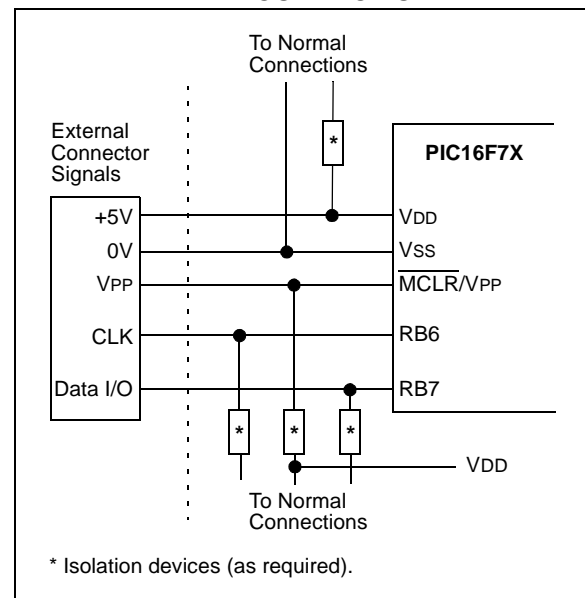 To Normal
Connections
External
Connector
Signals
*
PIC16F7X
+5V
VDD
0V
VSS
VPP
MCLR/VPP
CLK
RB6
Data I/O
RB7
*
*
*
VDD
To Normal
Connections
* Isolation devices (as required).